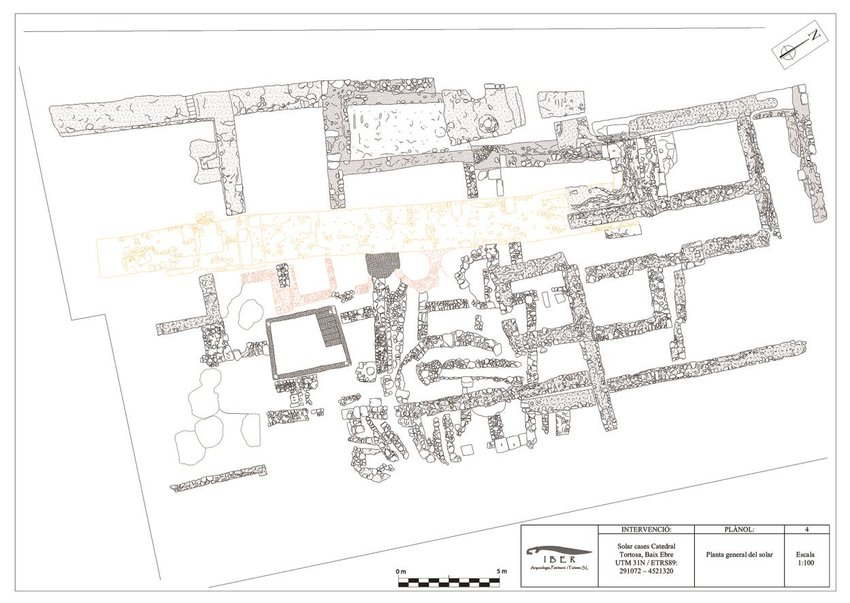 N
INTERVENCIÓ:
PLÀNOL:
4
Solar cases Catedral
Tortosa, Baix Ebre
UTM 31N / ETRS89:
291072 – 4521320
Planta general del solar
Escala
1:100
IBER
Arqueologia Patrimoni i Turisme S.L.
0 m
5 m